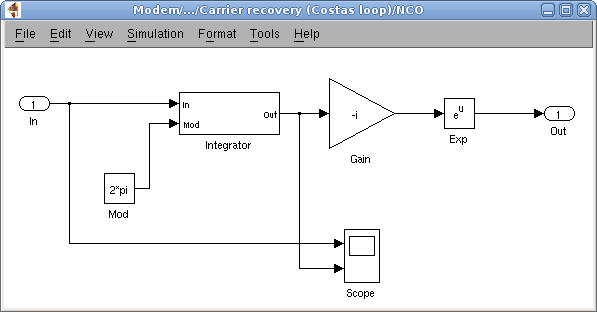 Modem/.../Carrier recovery (Costas loop)/NCO
File Edit View Simulation Format Tools Help
1
In
In
Mod
Out
Integrator
2*pi
Mod
-i
Gain
e^u
Exp
1
Out
Scope